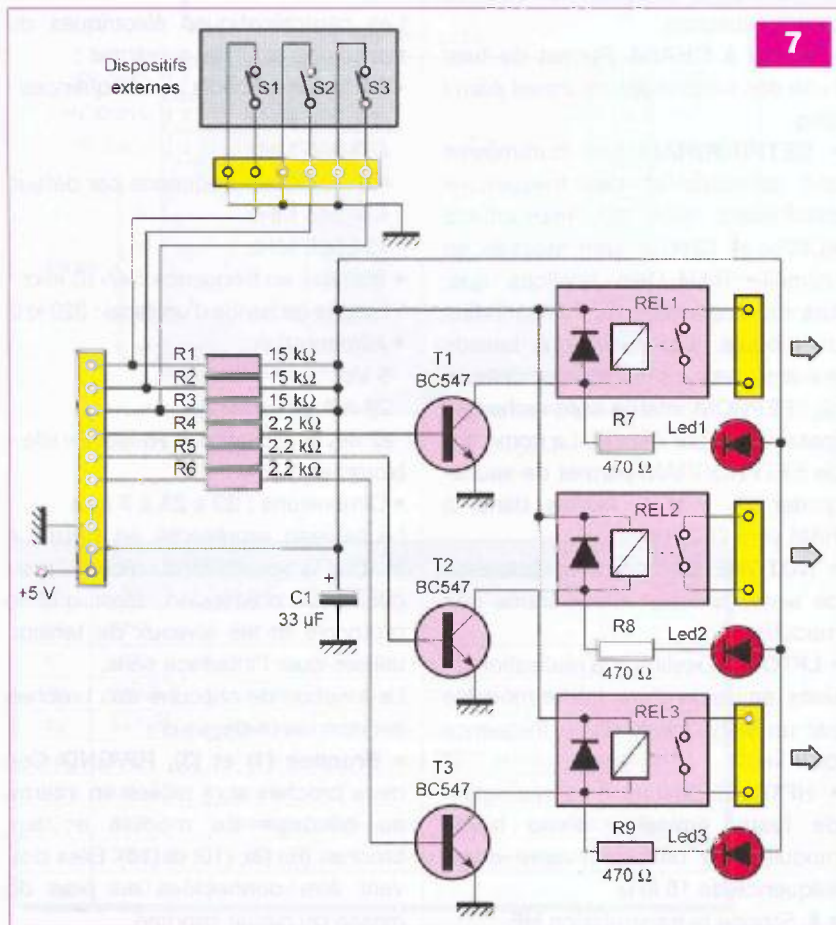 7
Dispositifs
externes
S1 S2 S3
R1 15 kΩ
R2 15 kΩ
R3 15 kΩ
R4 2,2 kΩ
R5 2,2 kΩ
R6 2,2 kΩ
T1
BC547
REL1
R7
470 Ω
Led1
REL2
T2
BC547
R8
470 Ω
Led2
REL3
T3
BC547
R9
470 Ω
Led3
+5 V
+
C1
33 µF